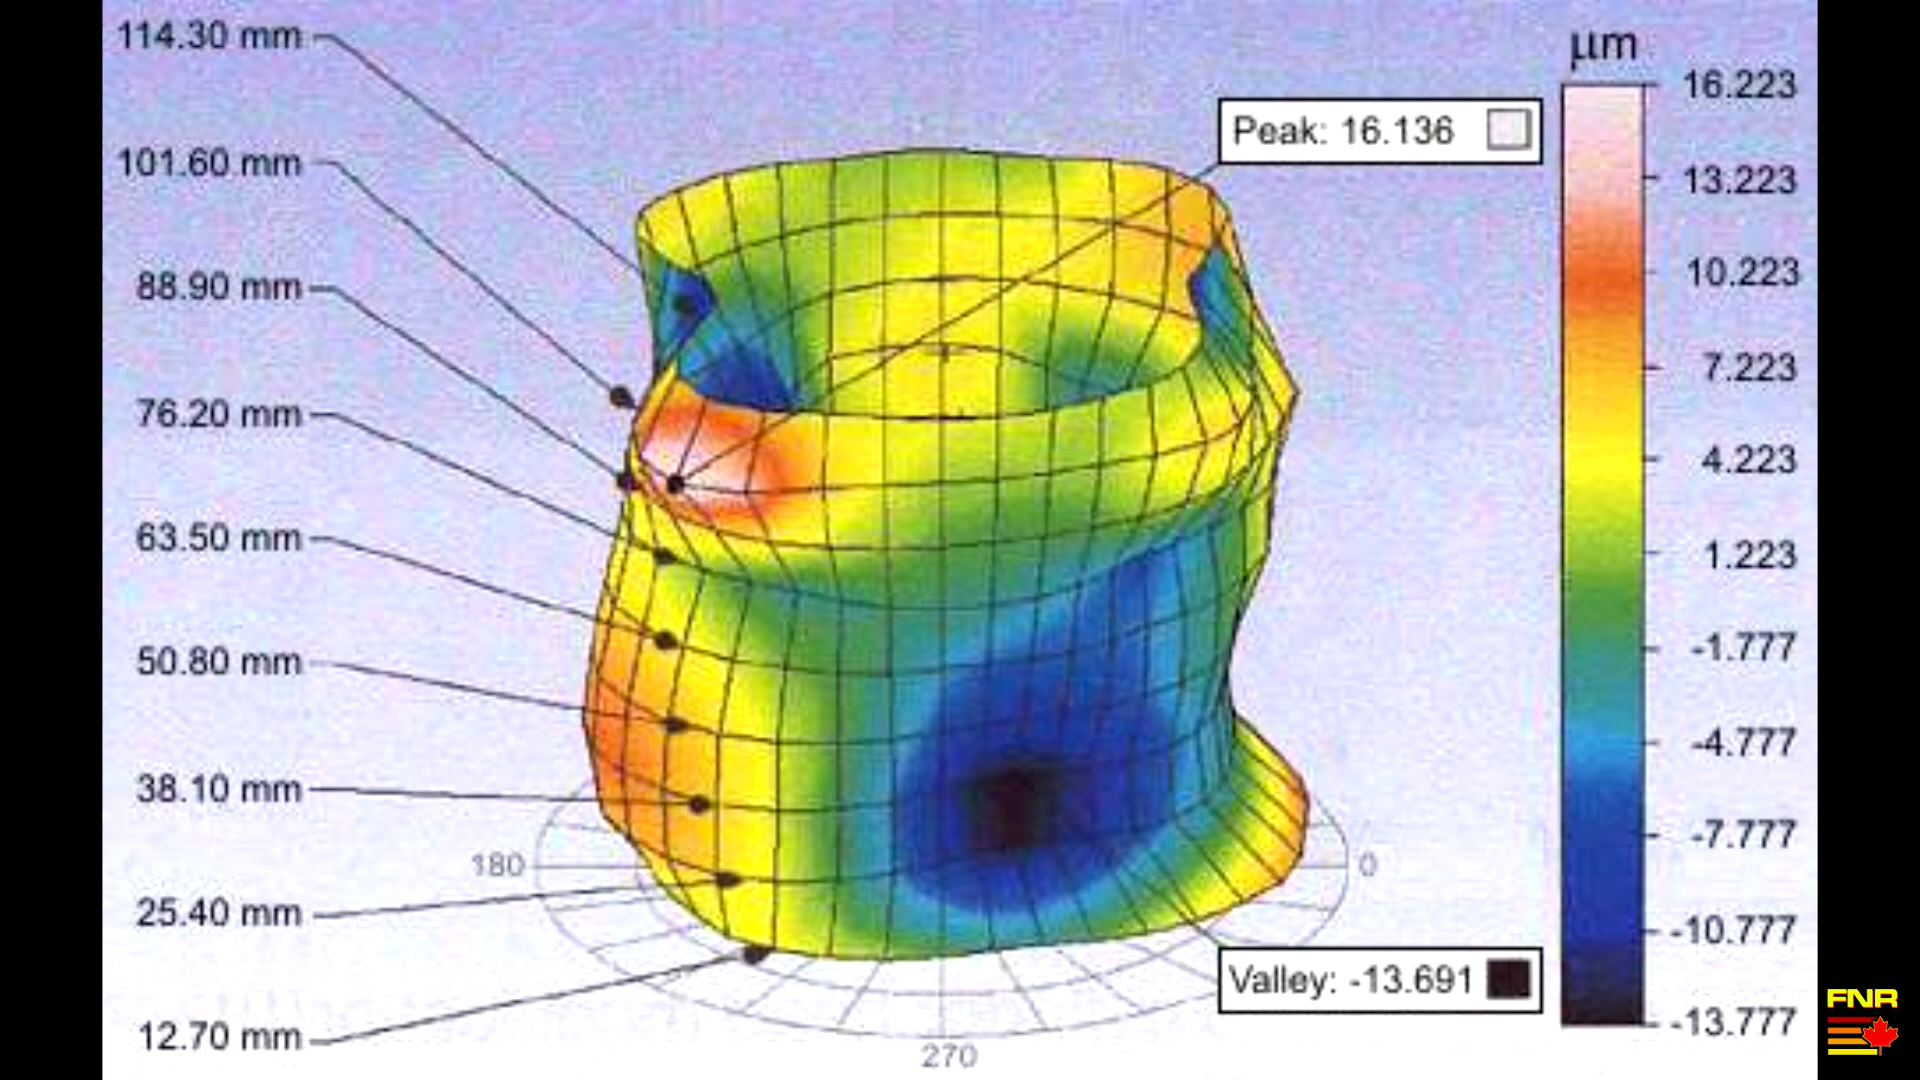 114.30 mm
101.60 mm
88.90 mm
76.20 mm
63.50 mm
50.80 mm
38.10 mm
25.40 mm
12.70 mm
180
270
0
Peak: 16.136
Valley: -13.691
µm
16.223
13.223
10.223
7.223
4.223
1.223
-1.777
-4.777
-7.777
-10.777
-13.777
FNR